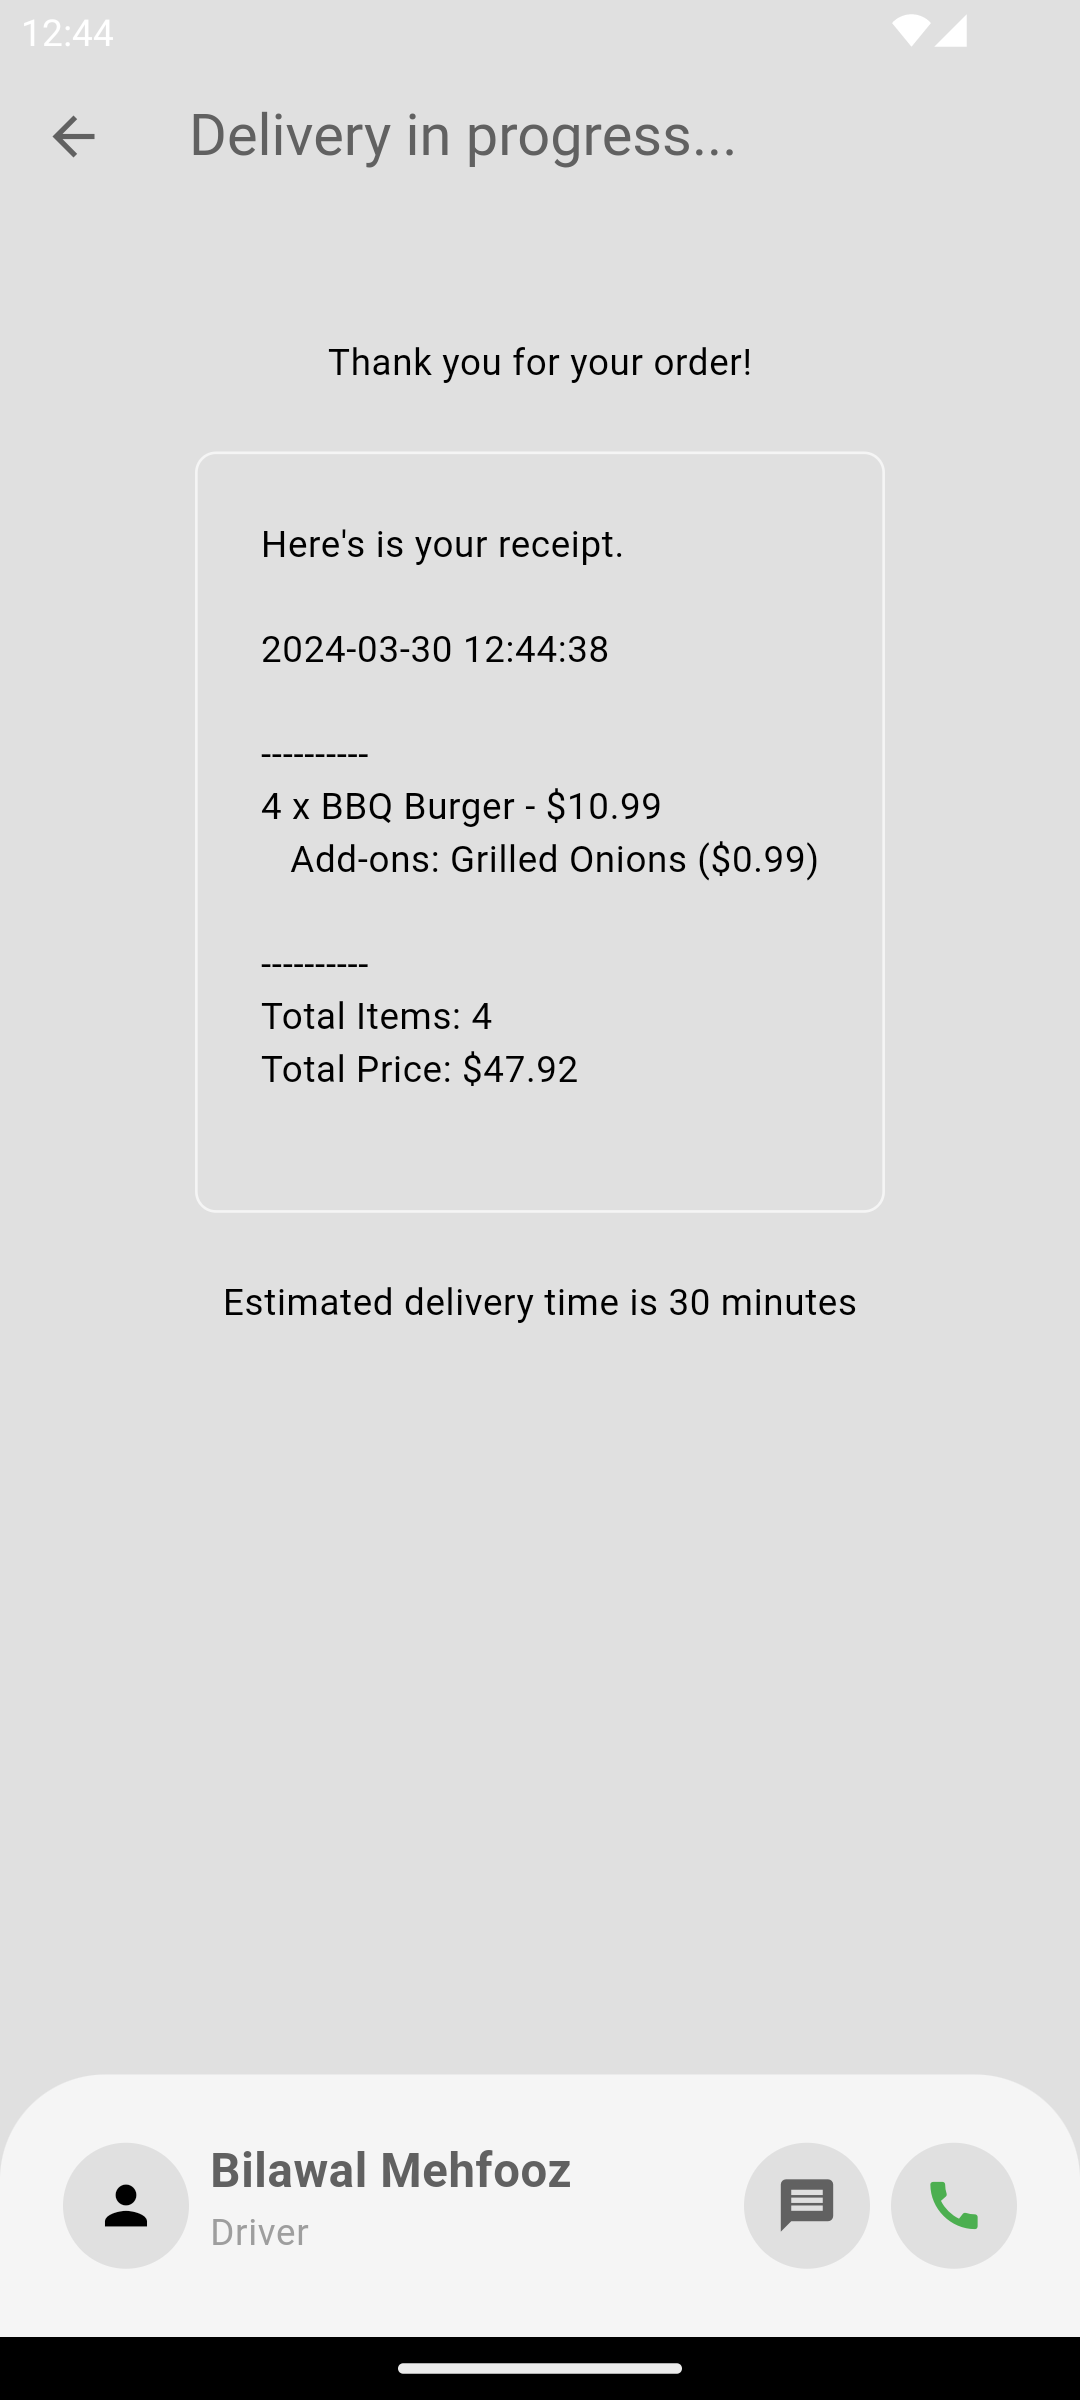 12:44
Delivery in progress...
Thank you for your order!
Here's is your receipt.
2024-03-30 12:44:38
----------
4 x BBQ Burger - $10.99
Add-ons: Grilled Onions ($0.99)
----------
Total Items: 4
Total Price: $47.92
Estimated delivery time is 30 minutes
Bilawal Mehfooz
Driver